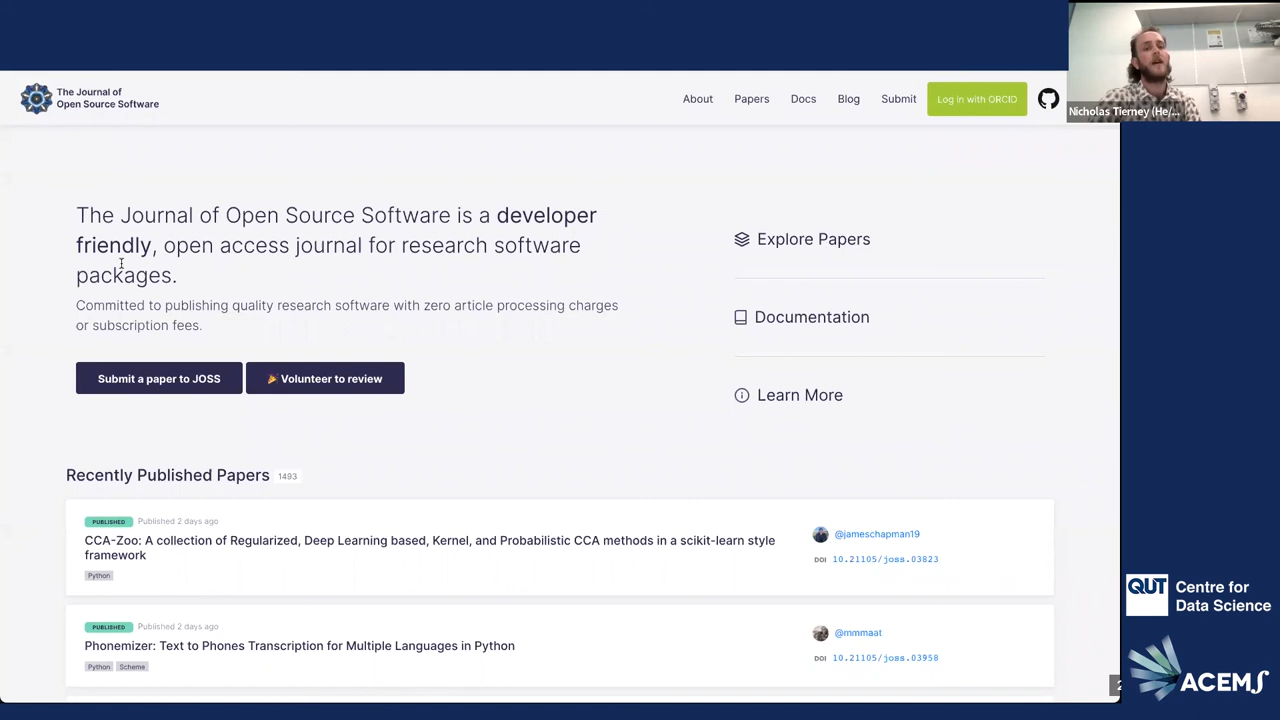 The Journal of
Open Source Software
About
Papers
Docs
Blog
Submit
Log in with ORCID
Nicholas Tierney (He/...
The Journal of Open Source Software is a developer
friendly, open access journal for research software
packages.
Committed to publishing quality research software with zero article processing charges
or subscription fees.
Submit a paper to JOSS
🎉 Volunteer to review
Explore Papers
Documentation
Learn More
Recently Published Papers 1493
PUBLISHED Published 2 days ago
CCA-Zoo: A collection of Regularized, Deep Learning based, Kernel, and Probabilistic CCA methods in a scikit-learn style
framework
Python
@jameschapman19
DOI 10.21105/joss.03823
PUBLISHED Published 2 days ago
Phonemizer: Text to Phones Transcription for Multiple Languages in Python
Python Scheme
@mmmaat
DOI 10.21105/joss.03958
QUT Centre for
Data Science
ACEMS